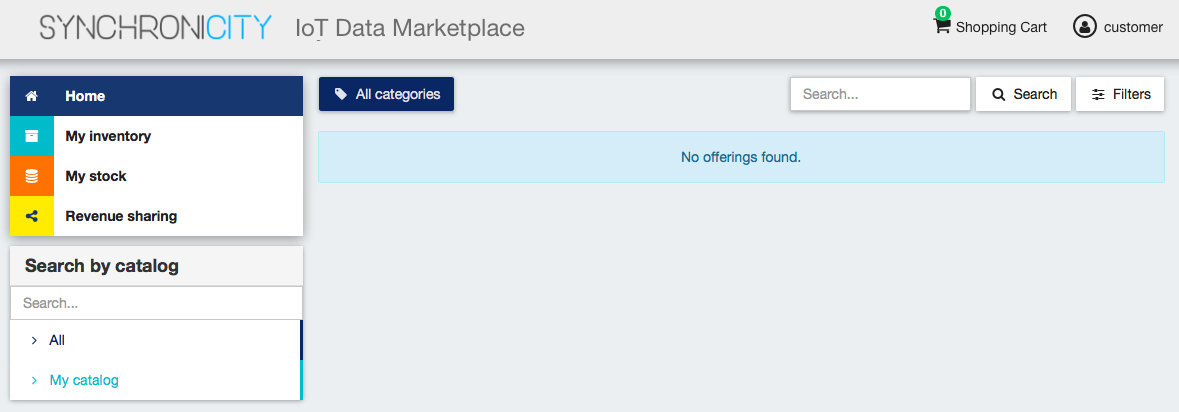 SYNCHRONICITY IoT Data Marketplace
0
Shopping Cart
customer
Home
My inventory
My stock
Revenue sharing
Search by catalog
Search...
All
My catalog
All categories
Search...
Search
Filters
No offerings found.